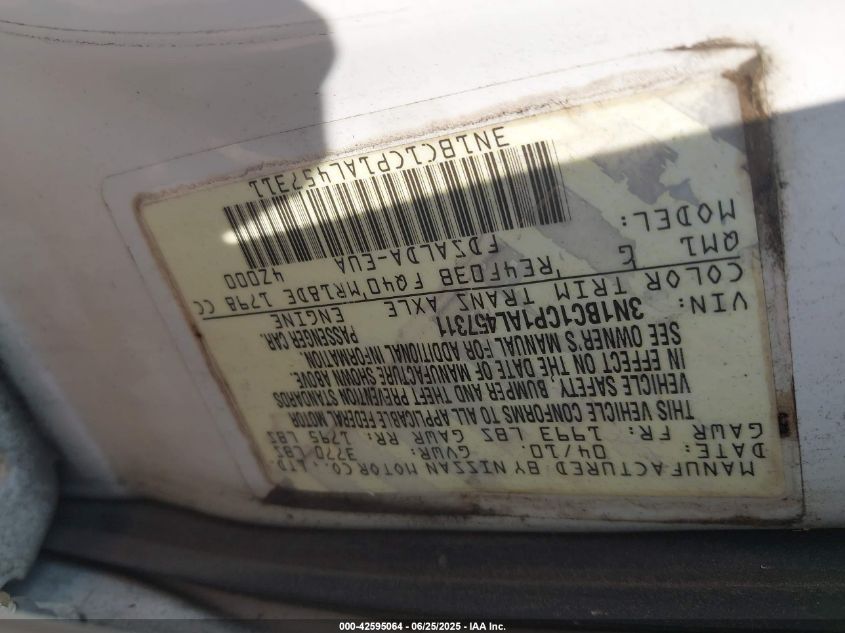 MANUFACTURED BY NISSAN MOTOR CO., LTD.
DATE: 04/10. GVWR: 3770 LBS
GAWR FR: 1993 LBS GAWR RR: 1795 LBS
THIS VEHICLE CONFORMS TO ALL APPLICABLE FEDERAL MOTOR
VEHICLE SAFETY, BUMPER AND THEFT PREVENTION STANDARDS
IN EFFECT ON THE DATE OF MANUFACTURE SHOWN ABOVE
SEE OWNER'S MANUAL FOR ADDITIONAL INFORMATION.
VIN: 3N1BC1CP1AL457311 PASSENGER CAR.
COLOR TRIM TRANS AXLE ENGINE
QM1 G RE4F03B FQ40 MR18DE 1798 CC
MODEL: FDZALDA-EUA 4Z000
3N1BC1CP1AL457311E
000-42595064 - 06/25/2025 - IAA Inc.